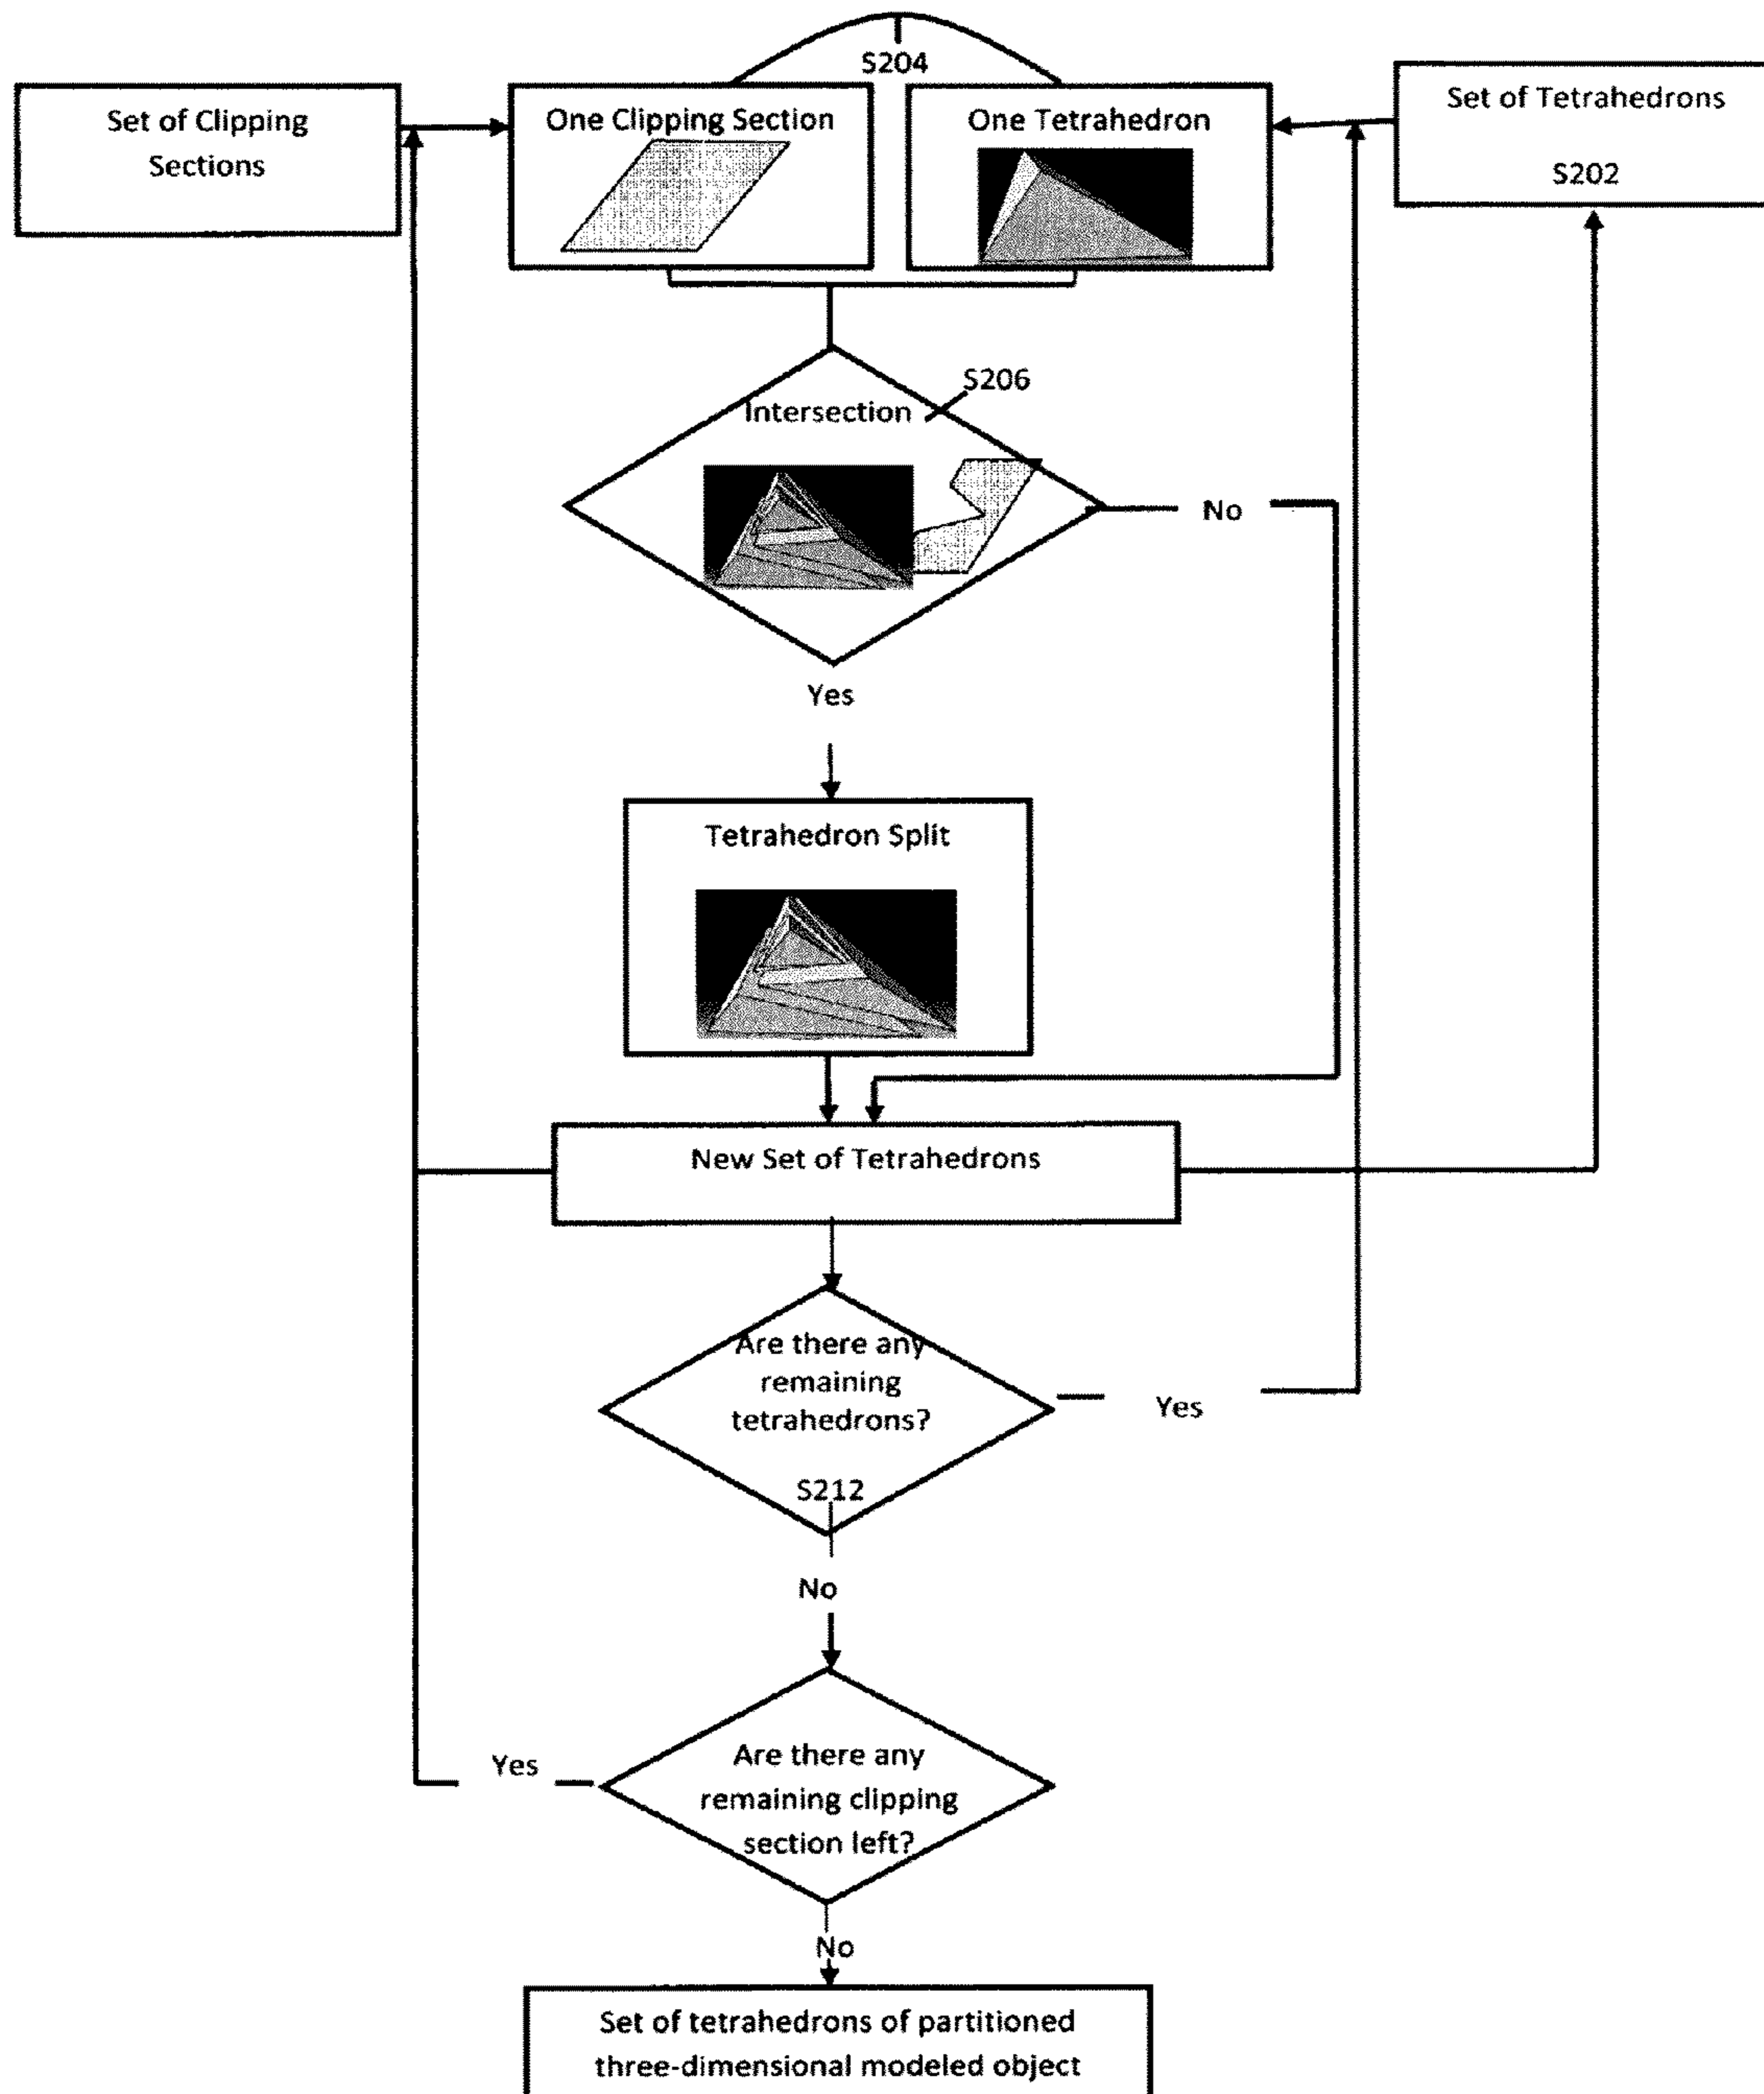 S204
Set of Clipping
Sections
One Clipping Section
One Tetrahedron
Set of Tetrahedrons
S202
S206
Intersection
No
Yes
Tetrahedron Split
New Set of Tetrahedrons
Are there any
remaining
tetrahedrons?
S212
Yes
No
Yes
Are there any
remaining clipping
section left?
No
Set of tetrahedrons of partitioned
three-dimensional modeled object